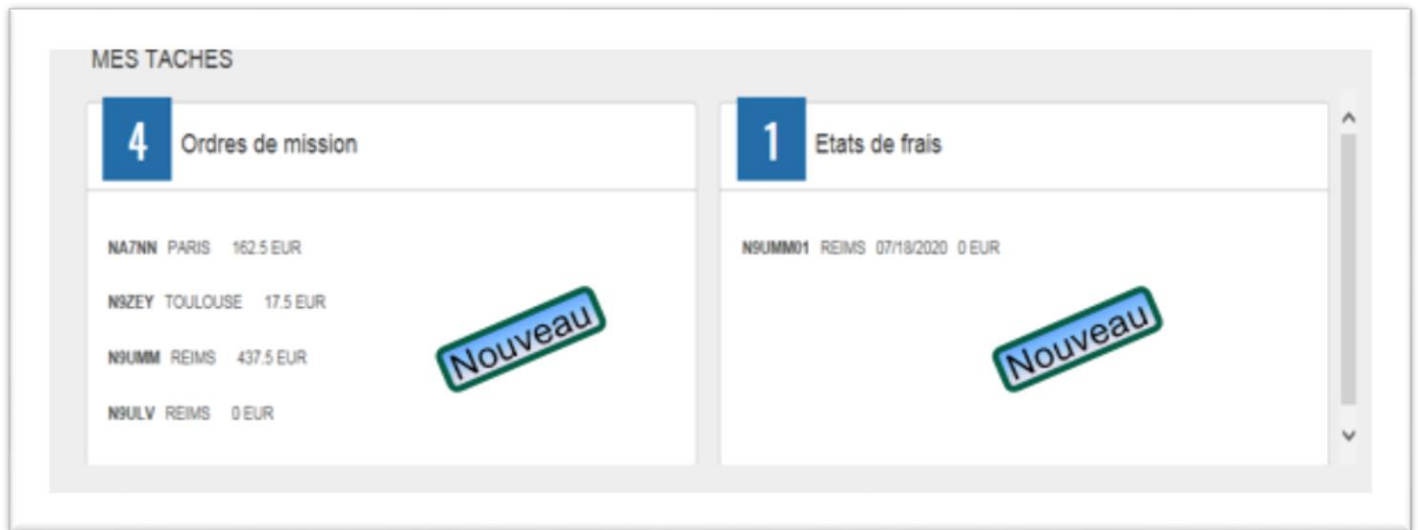 MES TACHES
4 Ordres de mission
NA7NN PARIS 162.5 EUR
N9ZEY TOULOUSE 17.5 EUR
N9UMM REIMS 437.5 EUR
N9ULV REIMS 0 EUR
Nouveau
1 Etats de frais
N9UMM01 REIMS 07/18/2020 0 EUR
Nouveau